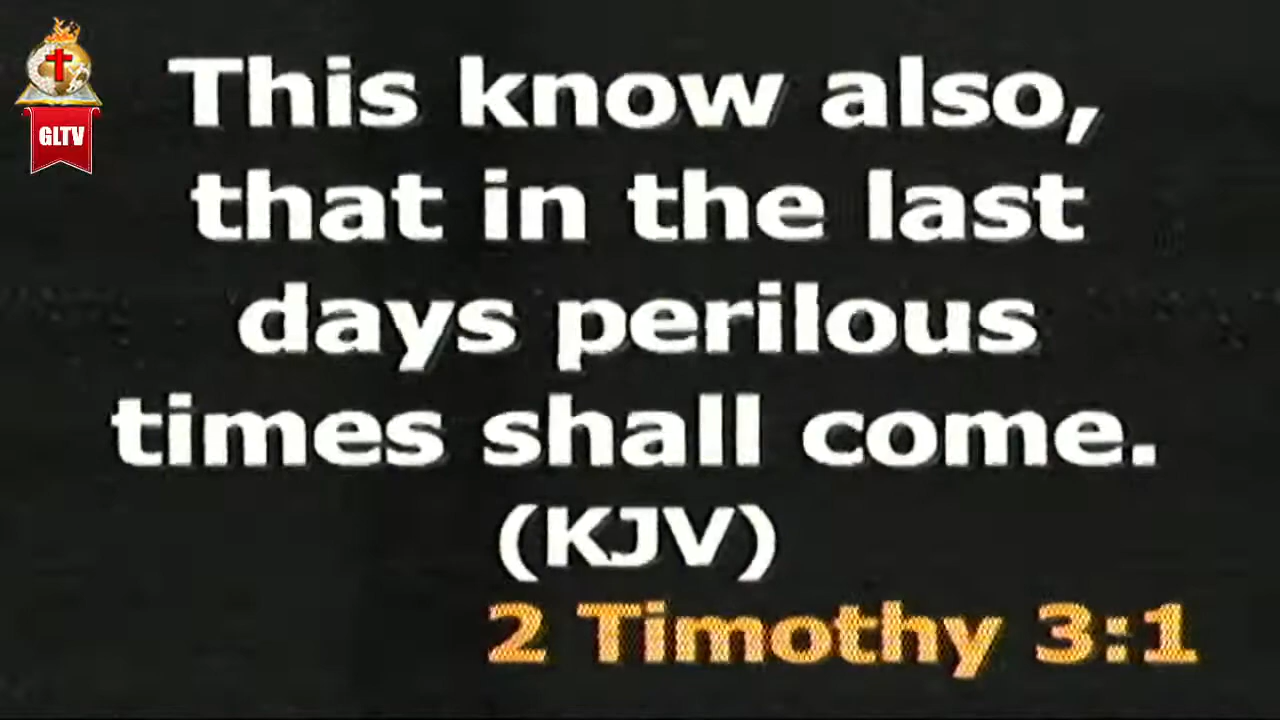 GLTV
This know also,
that in the last
days perilous
times shall come.
(KJV)
2 Timothy 3:1